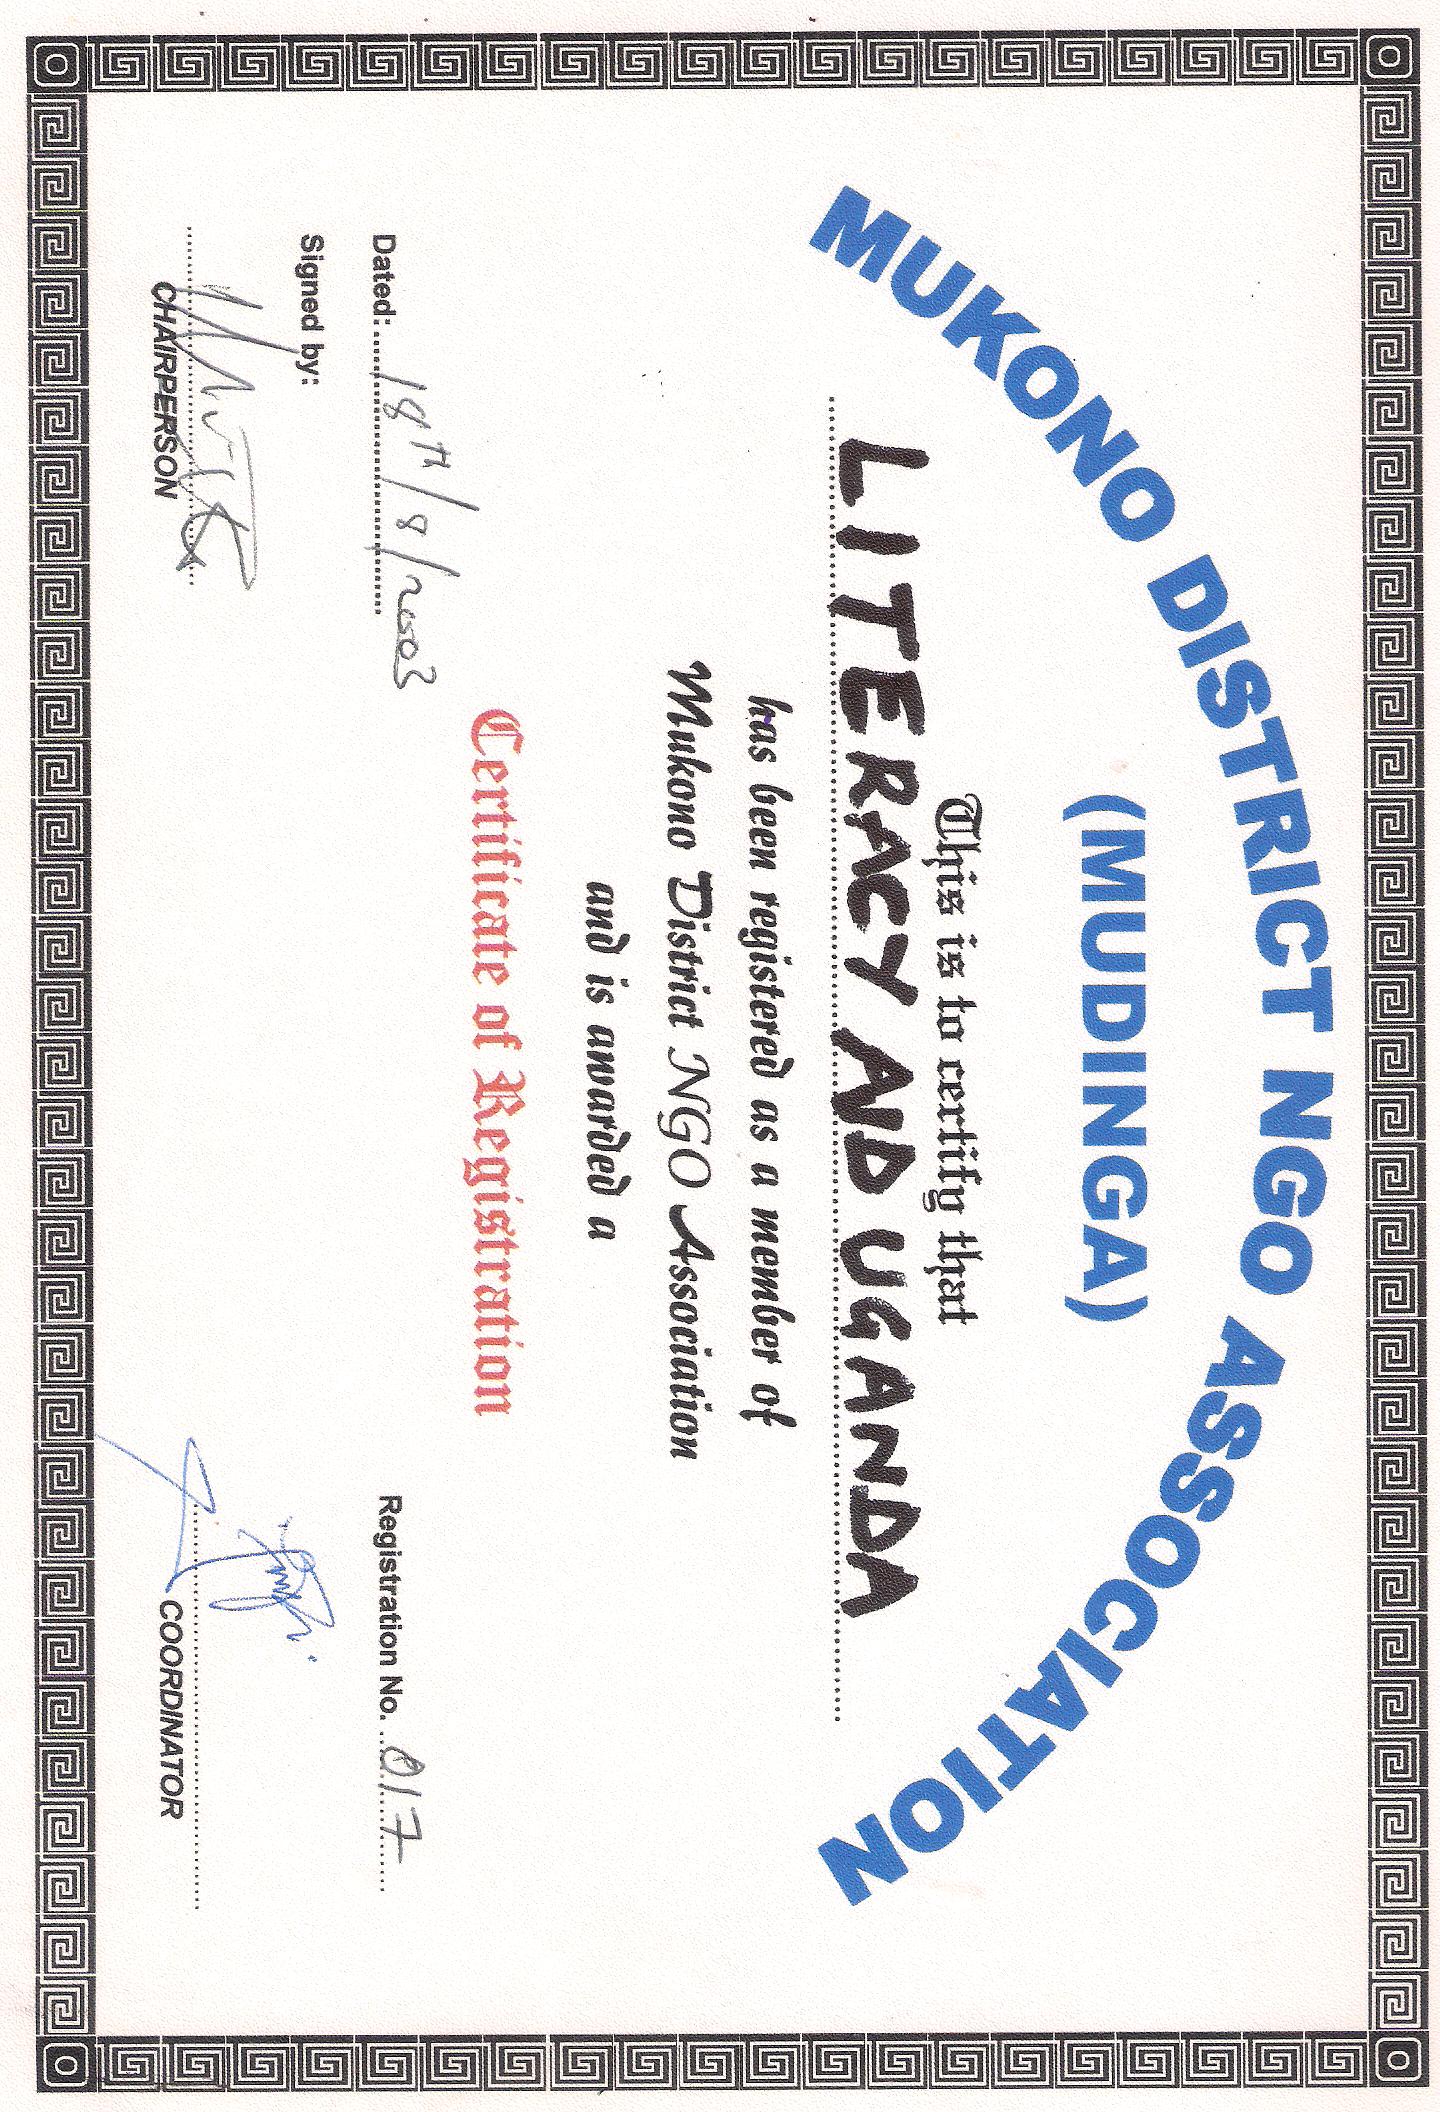 MUKONO DISTRICT NGO ASSOCIATION
(MUDINGA)
This is to certify that
LITERACY AND UGANDA
has been registered as a member of
Mukono District NGO Association
and is awarded a
Certificate of Registration
Dated: 18th/8/2003
Registration No. 017
Signed by:
CHAIRPERSON
COORDINATOR